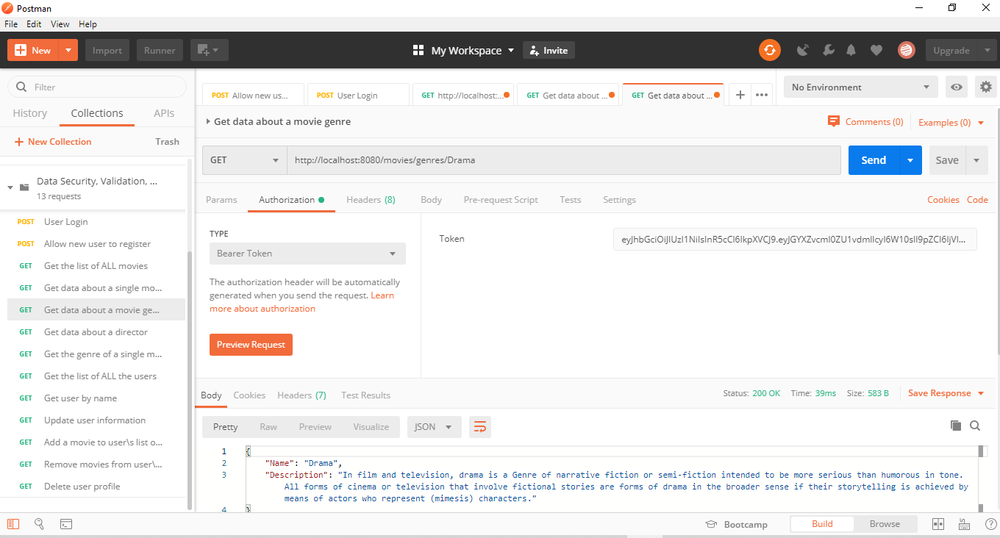 Postman
File Edit View Help
New Import Runner My Workspace Invite Upgrade
Filter
History Collections APIs
New Collection Trash
Data Security, Validation, ...
13 requests
POST User Login
POST Allow new user to register
GET Get the list of ALL movies
GET Get data about a single mo...
GET Get data about a movie ge...
GET Get data about a director
GET Get the genre of a single m...
GET Get the list of ALL the users
GET Get user by name
GET Update user information
GET Add a movie to user\s list o...
GET Remove movies from user\...
GET Delete user profile
POST Allow new us... POST User Login GET http://localhost:... GET Get data about ... GET Get data about ... No Environment
Get data about a movie genre Comments (0) Examples (0)
GET http://localhost:8080/movies/genres/Drama Send Save
Params Authorization Headers (8) Body Pre-request Script Tests Settings Cookies Code
TYPE
Bearer Token
The authorization header will be automatically
generated when you send the request. Learn
more about authorization
Preview Request
Token
Body Cookies Headers (7) Test Results Status: 200 OK Time: 39ms Size: 583 B Save Response
Pretty Raw Preview Visualize JSON
1 {
2 "Name": "Drama",
3 "Description": "In film and television, drama is a Genre of narrative fiction or semi-fiction intended to be more serious than humorous in tone.
All forms of cinema or television that involve fictional stories are forms of drama in the broader sense if their storytelling is achieved by
means of actors who represent (mimesis) characters."
4 }
Bootcamp Build Browse